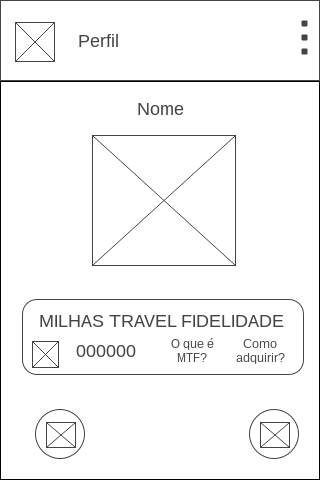 Perfil
Nome
MILHAS TRAVEL FIDELIDADE
000000
O que é
MTF?
Como
adquirir?